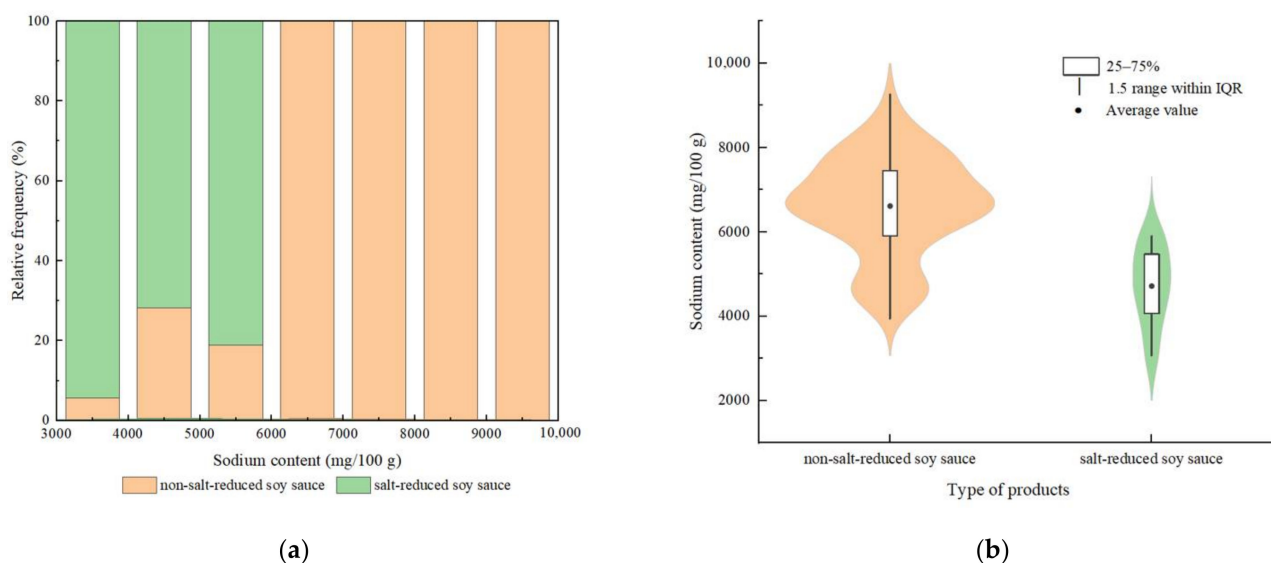 100
80
60
40
20
0
Relative frequency (%)
3000 4000 5000 6000 7000 8000 9000 10,000
Sodium content (mg/100 g)
non-salt-reduced soy sauce salt-reduced soy sauce
(a)
10,000
8000
6000
4000
2000
Sodium content (mg/100 g)
25–75%
1.5 range within IQR
Average value
non-salt-reduced soy sauce salt-reduced soy sauce
Type of products
(b)